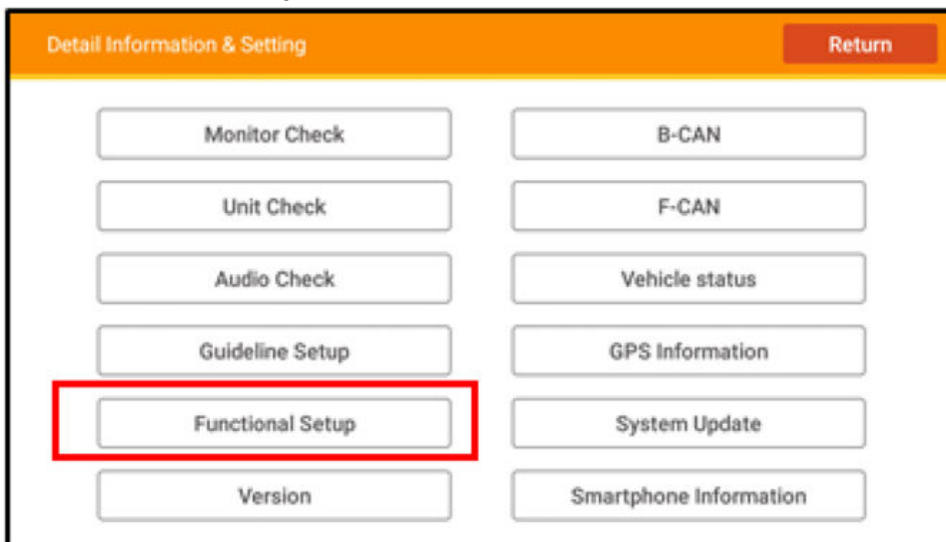 Detail Information & Setting
Return
Monitor Check
B-CAN
Unit Check
F-CAN
Audio Check
Vehicle status
Guideline Setup
GPS Information
Functional Setup
System Update
Version
Smartphone Information